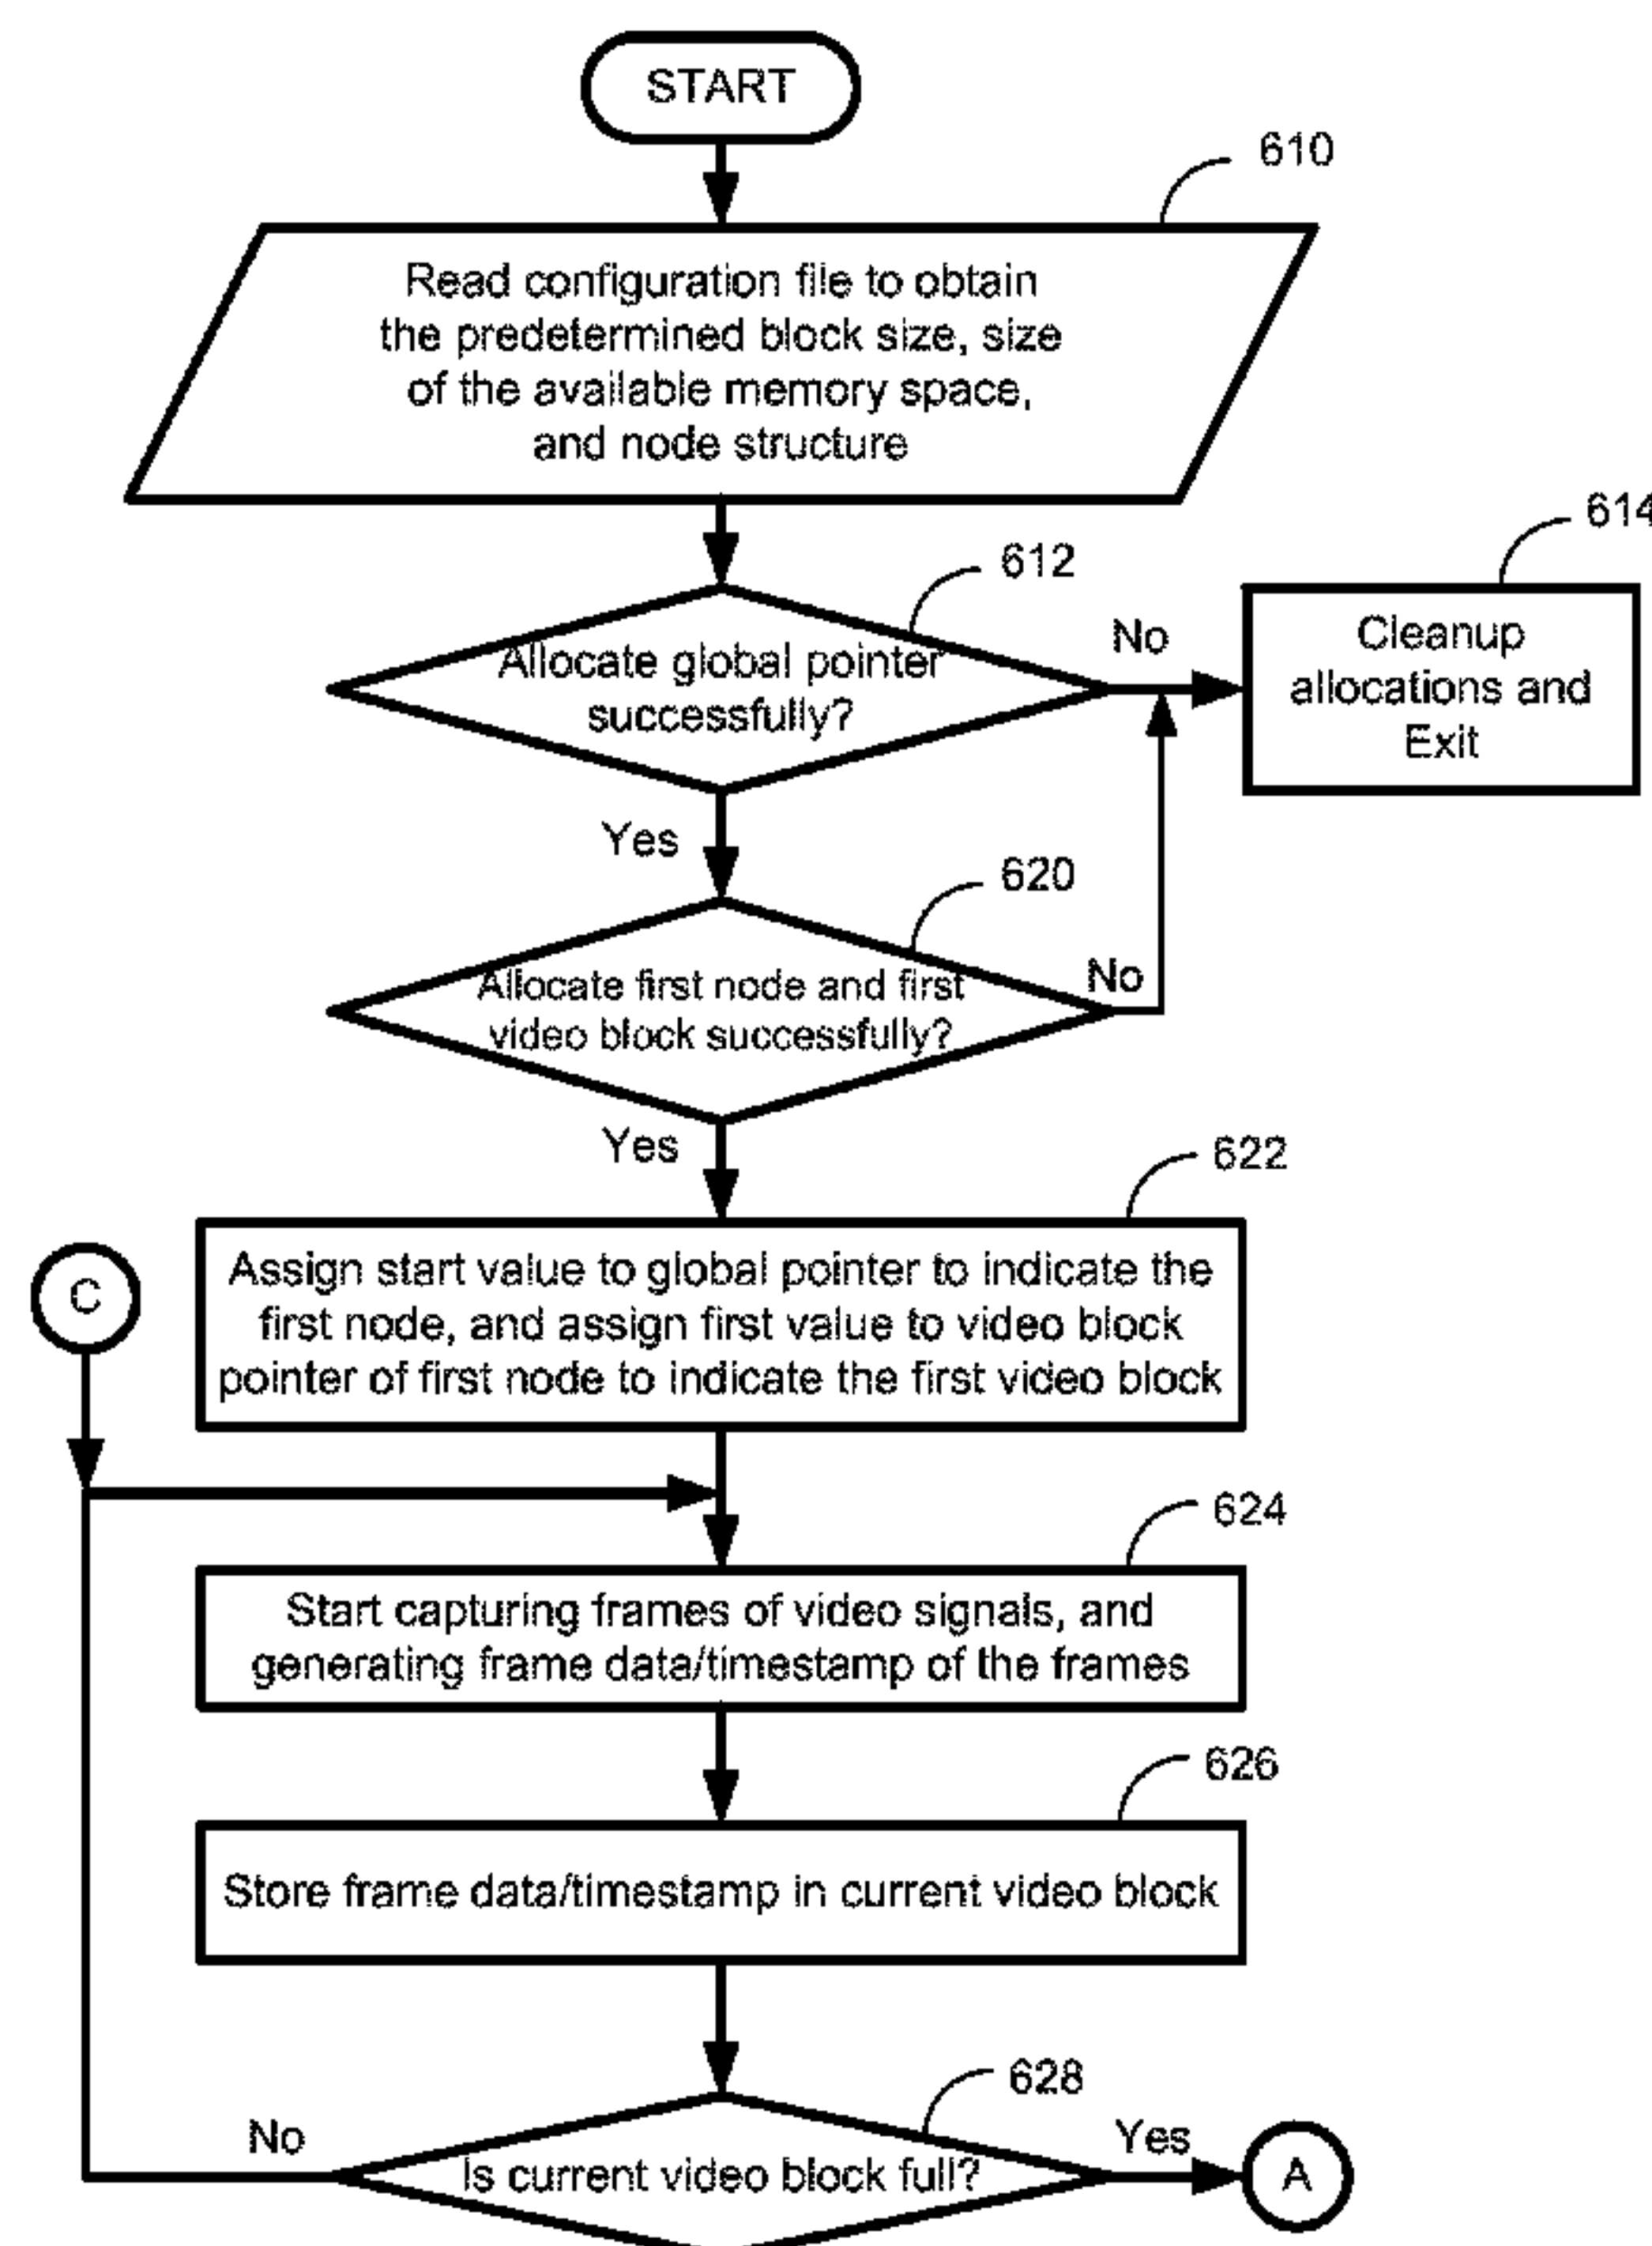 START
610
Read configuration file to obtain
the predetermined block size, size
of the available memory space,
and node structure
614
612
No
Cleanup
allocations and
Exit
Allocate global pointer
successfully?
Yes
620
Allocate first node and first
video block successfully?
No
Yes
622
C
Assign start value to global pointer to indicate the
first node, and assign first value to video block
pointer of first node to indicate the first video block
624
Start capturing frames of video signals, and
generating frame data/timestamp of the frames
626
Store frame data/timestamp in current video block
628
No
Yes
Is current video block full?
A